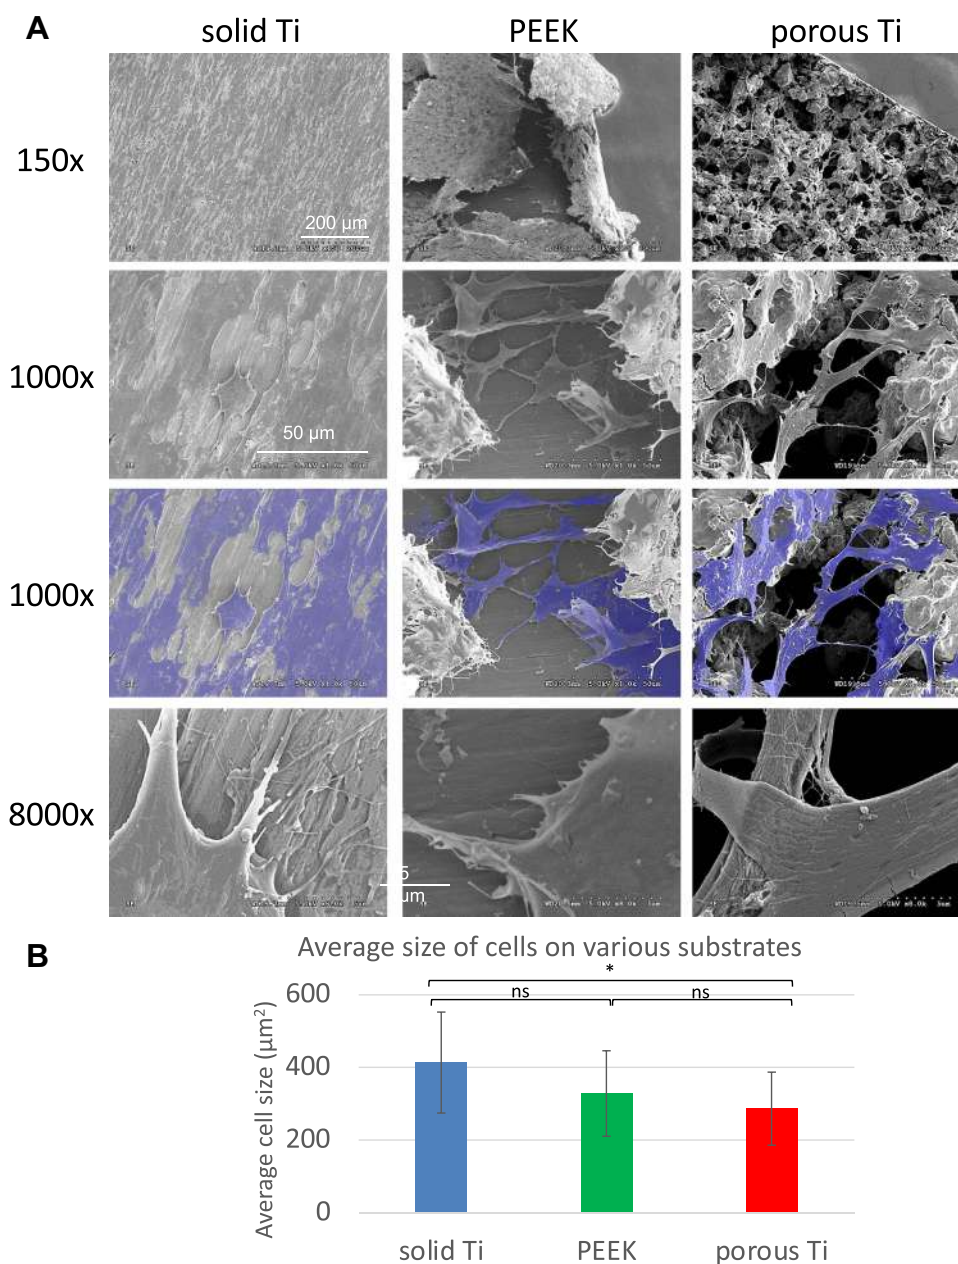 A
solid Ti
PEEK
porous Ti
150x
200 µm
1000x
50 µm
1000x
8000x
5
µm
B
Average size of cells on various substrates
*
ns
ns
Average cell size (µm²)
600
400
200
0
solid Ti
PEEK
porous Ti